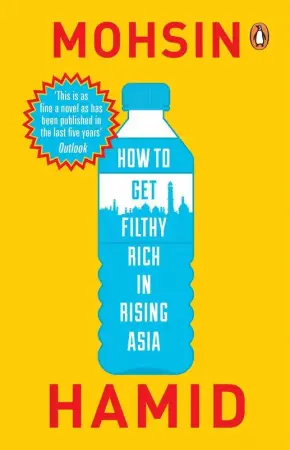 MOHSIN
'This is as
fine a novel as has
been published in
the last five years'
Outlook
HOW TO
GET
FILTHY
RICH
IN
RISING
ASIA
HAMID